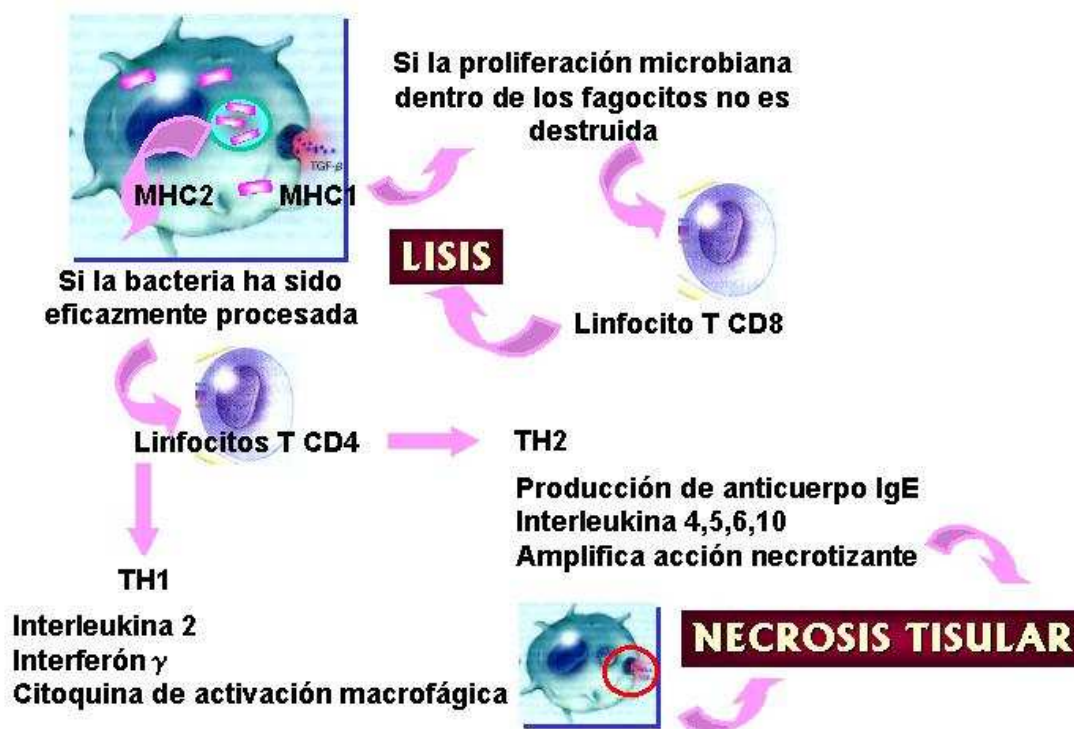 Si la proliferación microbiana
dentro de los fagocitos no es
destruida
TGF-β
MHC2
MHC1
LISIS
Si la bacteria ha sido
eficazmente procesada
Linfocito T CD8
Linfocitos T CD4
TH2
Producción de anticuerpo IgE
Interleukina 4,5,6,10
Amplifica acción necrotizante
TH1
Interleukina 2
Interferón γ
Citoquina de activación macrofágica
NECROSIS TISULAR